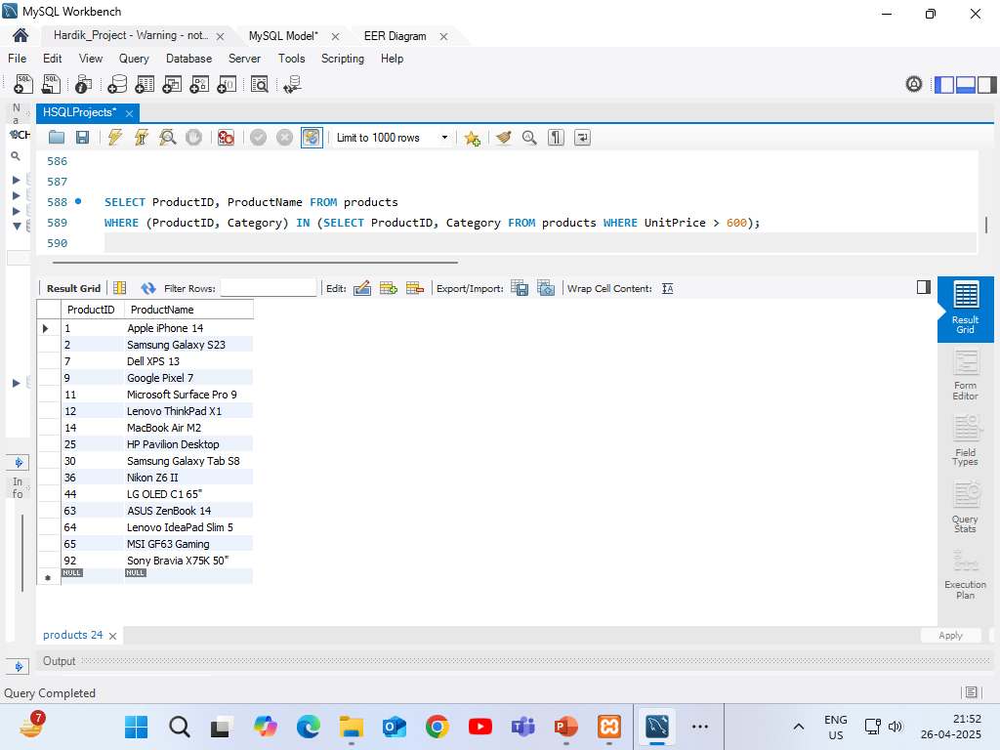 MySQL Workbench
Hardik_Project - Warning - not...
MySQL Model*
EER Diagram
File Edit View Query Database Server Tools Scripting Help
Na
CH
HSQLProjects*
Limit to 1000 rows
586
587
588 SELECT ProductID, ProductName FROM products
589 WHERE (ProductID, Category) IN (SELECT ProductID, Category FROM products WHERE UnitPrice > 600);
590
Result Grid Filter Rows: Edit: Export/Import: Wrap Cell Content:
ProductID ProductName
1 Apple iPhone 14
2 Samsung Galaxy S23
7 Dell XPS 13
9 Google Pixel 7
11 Microsoft Surface Pro 9
12 Lenovo ThinkPad X1
14 MacBook Air M2
25 HP Pavilion Desktop
30 Samsung Galaxy Tab S8
36 Nikon Z6 II
44 LG OLED C1 65"
63 ASUS ZenBook 14
64 Lenovo IdeaPad Slim 5
65 MSI GF63 Gaming
92 Sony Bravia X75K 50"
NULL NULL
Result
Grid
Form
Editor
Field
Types
Query
Stats
Execution
Plan
In
fo
products 24
Apply
Output
Query Completed
7
ENG
US
21:52
26-04-2025